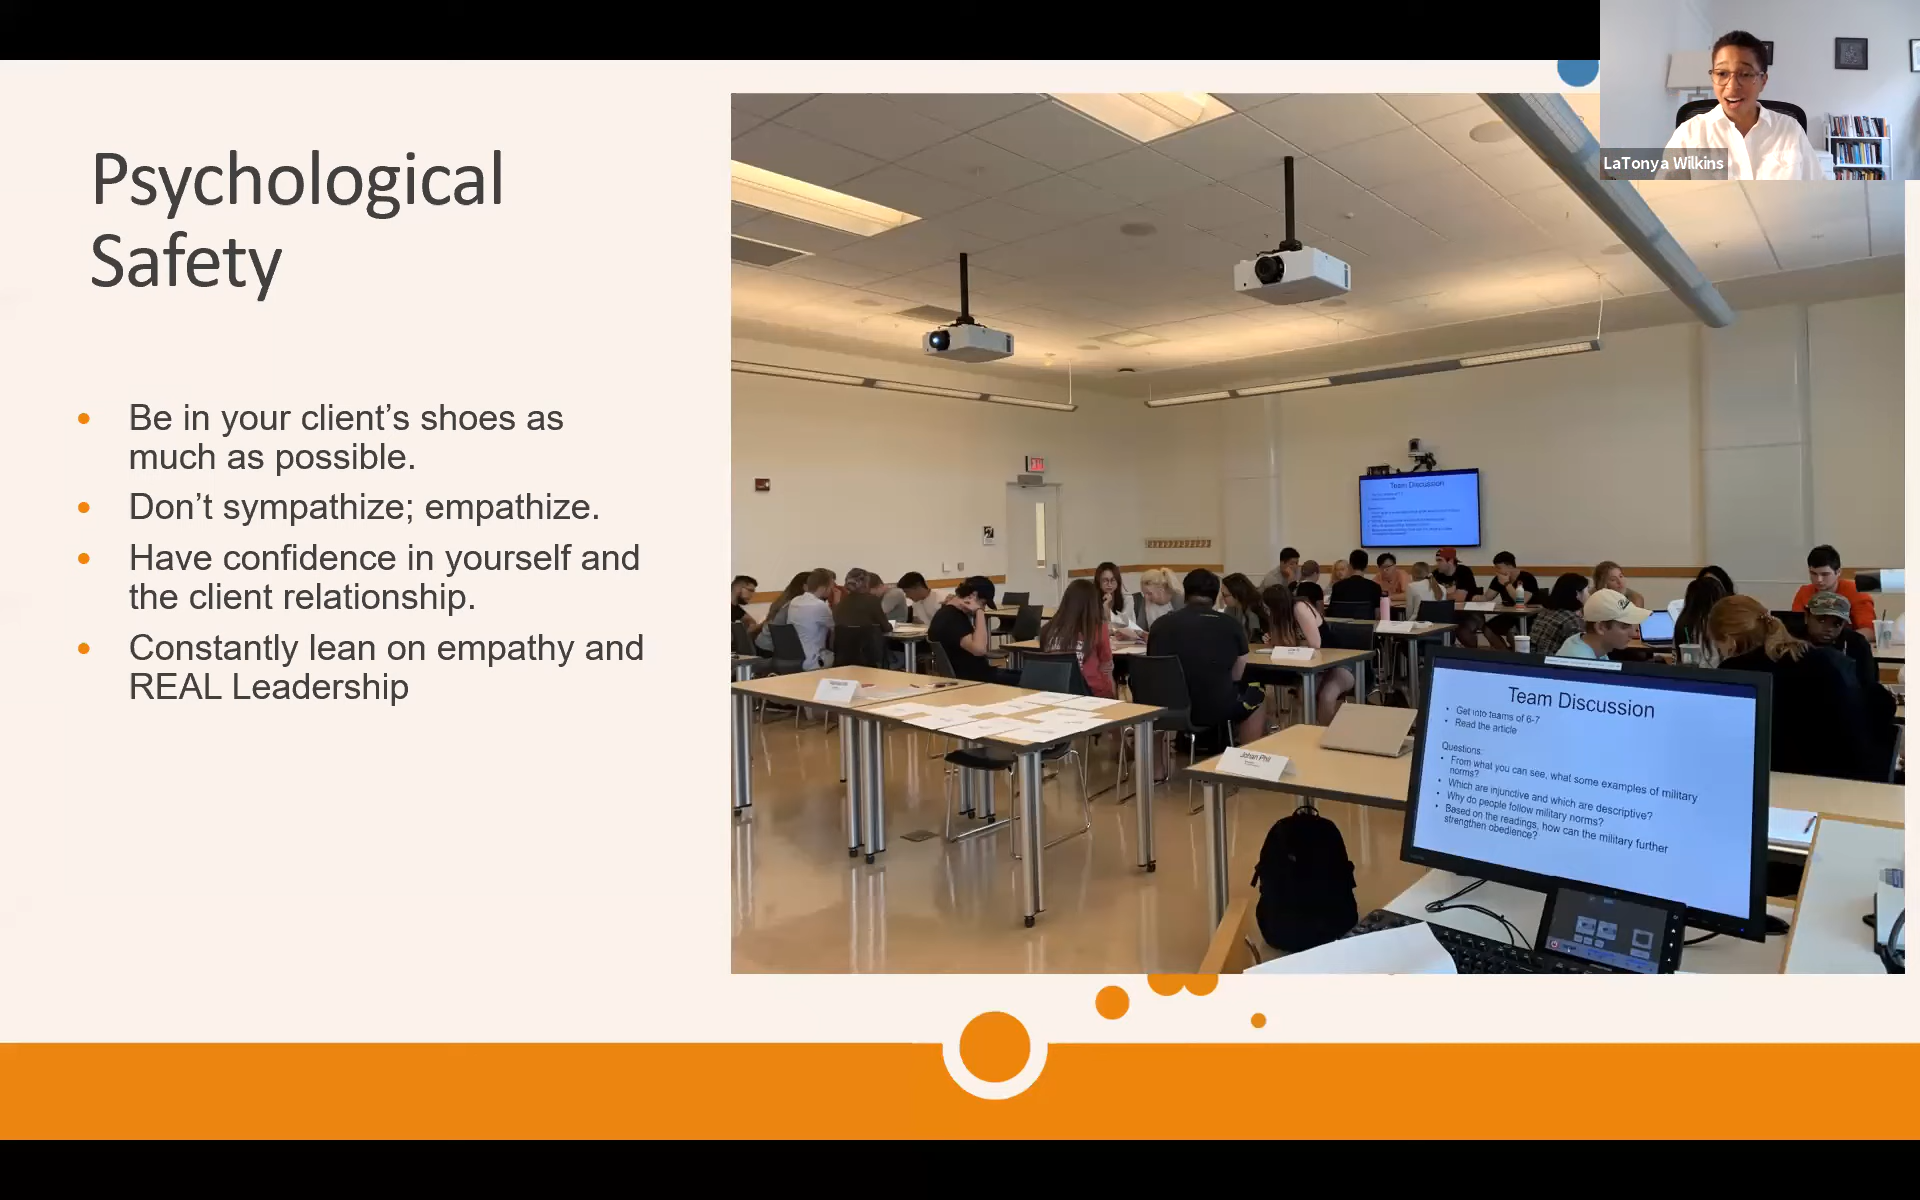 LaTonya Wilkins
Psychological
Safety
Be in your client’s shoes as
much as possible.
Don’t sympathize; empathize.
Have confidence in yourself and
the client relationship.
Constantly lean on empathy and
REAL Leadership
Team Discussion
Johan Phil
Team Discussion
Get into teams of 6-7
Read the article
Questions:
From what you can see, what some examples of military
norms?
Which are injunctive and which are descriptive?
Why do people follow military norms?
Based on the readings, how can the military further
strengthen obedience?